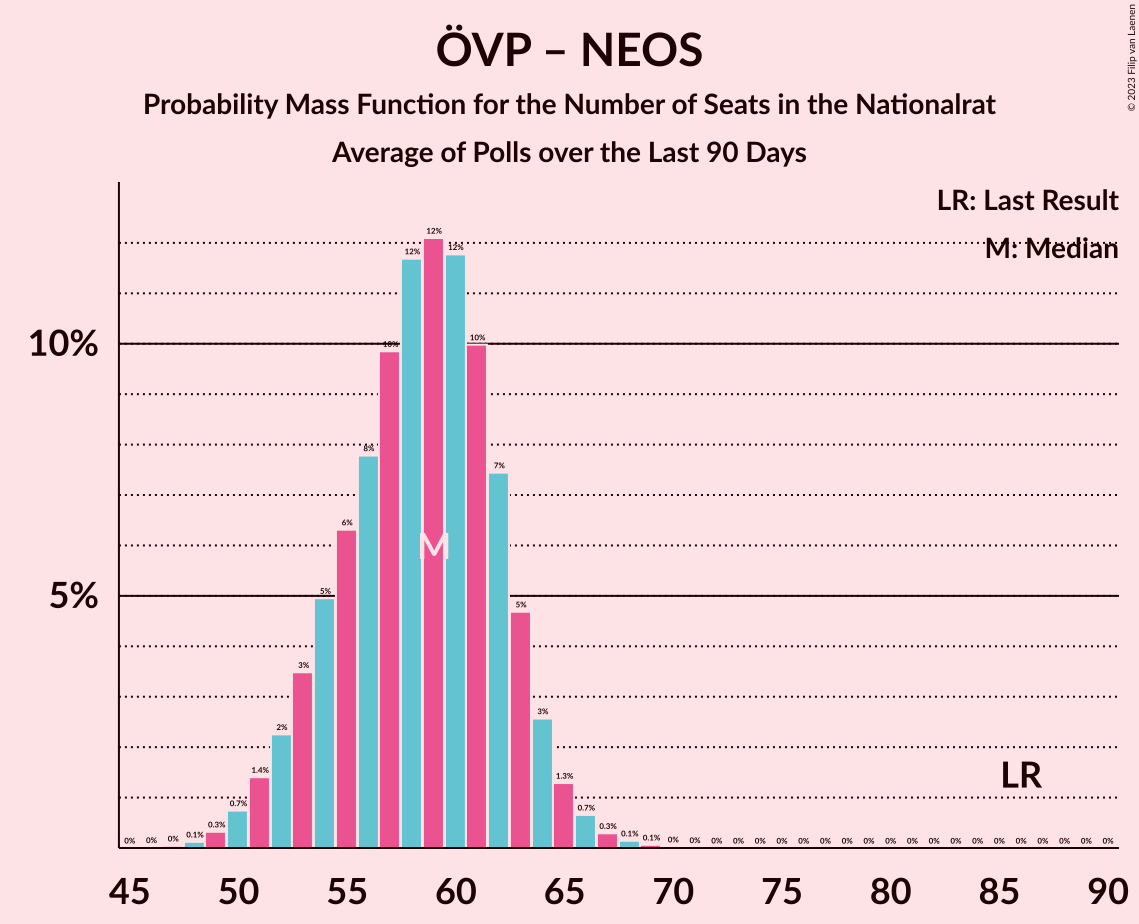 ÖVP – NEOS
Probability Mass Function for the Number of Seats in the Nationalrat
Average of Polls over the Last 90 Days
© 2023 Filip van Laenen
LR: Last Result
M: Median
10%
5%
0% 0% 0% 0.1% 0.3% 0.7% 1.4% 2% 3% 5% 6% 8% 10% 12% 12% 12% 10% 7% 5% 3% 1.3% 0.7% 0.3% 0.1% 0.1% 0% 0% 0% 0% 0% 0% 0% 0% 0% 0% 0% 0% 0% 0% 0% 0% 0% 0% 0% 0% 0%
M
LR
45 50 55 60 65 70 75 80 85 90